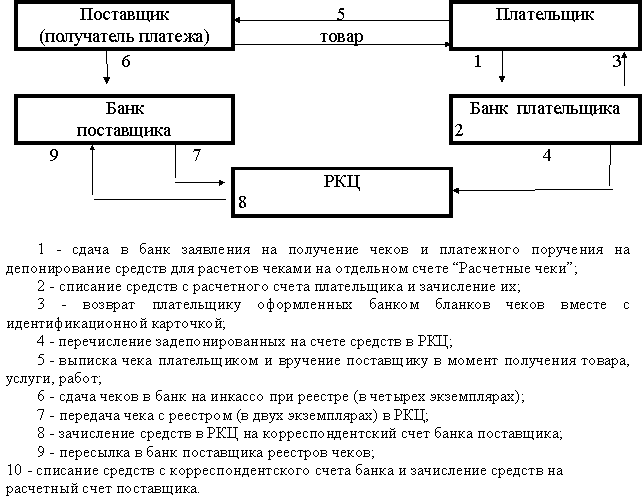 Поставщик
(получатель платежа)
5
товар
Плательщик
6
1
3
Банк
поставщика
Банк плательщика
2
9
7
4
РКЦ
8
1 - сдача в банк заявления на получение чеков и платежного поручения на
депонирование средств для расчетов чеками на отдельном счете “Расчетные чеки”;
2 - списание средств с расчетного счета плательщика и зачисление их;
3 - возврат плательщику оформленных банком бланков чеков вместе с
идентификационной карточкой;
4 - перечисление задепонированных на счете средств в РКЦ;
5 - выписка чека плательщиком и вручение поставщику в момент получения товара,
услуги, работ;
6 - сдача чеков в банк на инкассо при реестре (в четырех экземплярах);
7 - передача чека с реестром (в двух экземплярах) в РКЦ;
8 - зачисление средств в РКЦ на корреспондентский счет банка поставщика;
9 - пересылка в банк поставщика реестров чеков;
10 - списание средств с корреспондентского счета банка и зачисление средств на
расчетный счет поставщика.